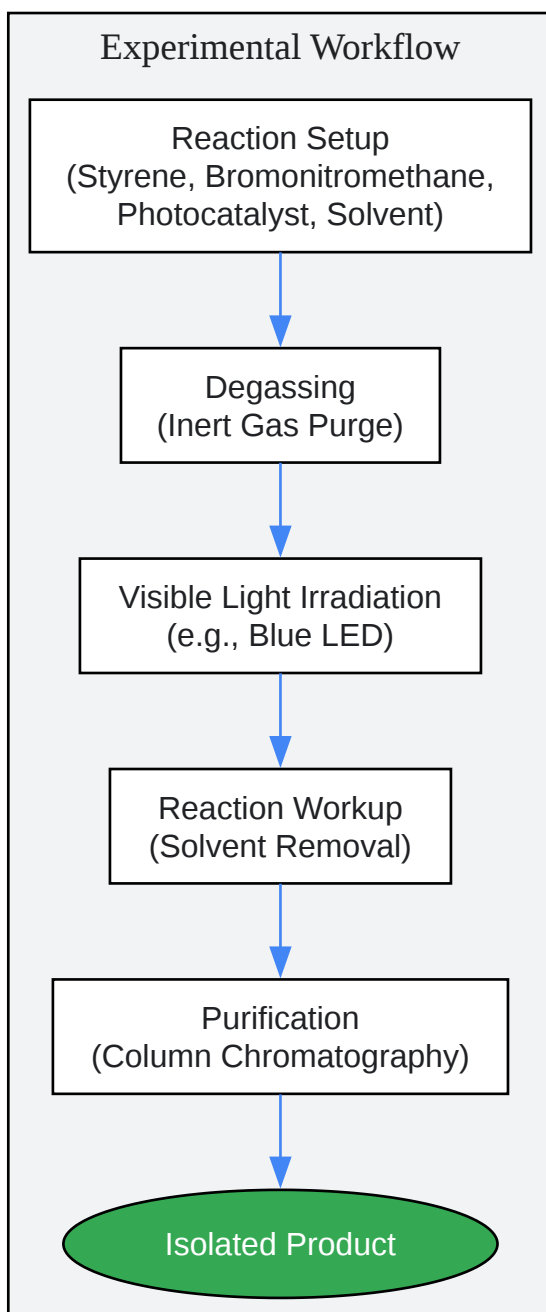 Experimental Workflow
Reaction Setup
(Styrene, Bromonitromethane,
Photocatalyst, Solvent)
Degassing
(Inert Gas Purge)
Visible Light Irradiation
(e.g., Blue LED)
Reaction Workup
(Solvent Removal)
Purification
(Column Chromatography)
Isolated Product